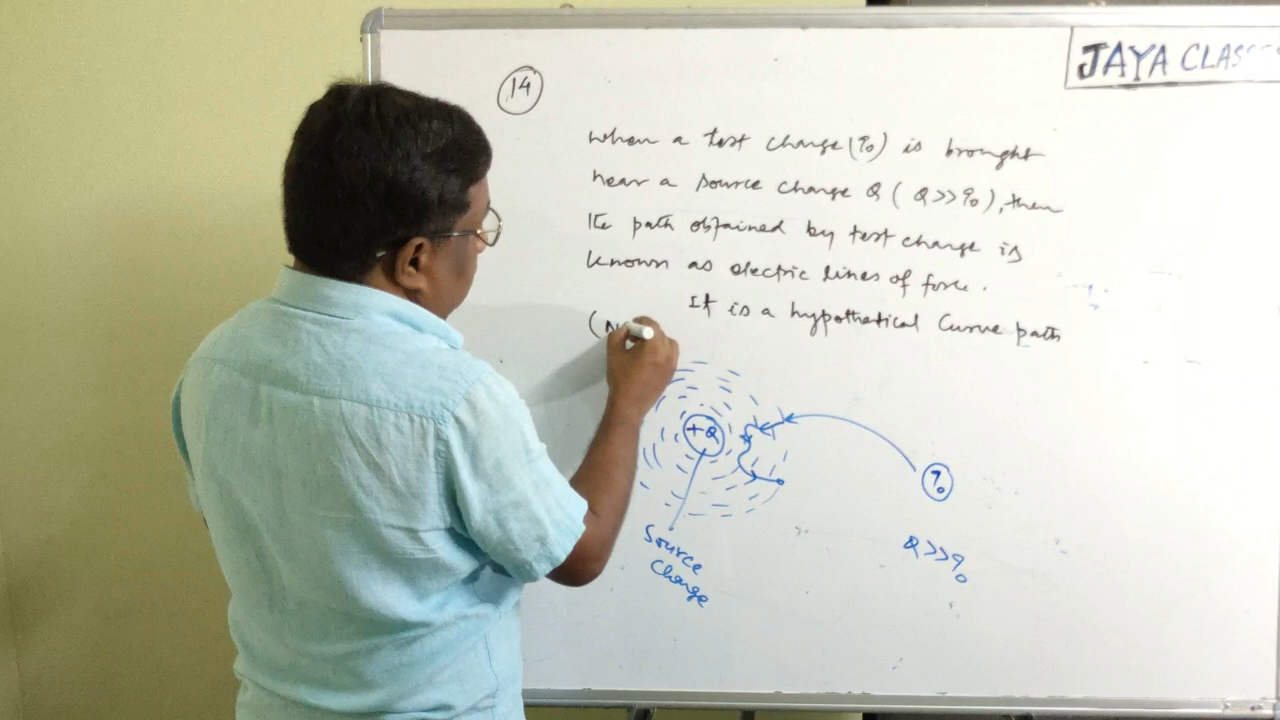 JAYA CLASSES
14
When a test charge (q₀) is brought
near a source charge Q ( Q>>q₀), then
the path obtained by test charge is
known as electric lines of force.
It is a hypothetical Curve path
(N
+Q
q₀
Source
Charge
Q>>q₀